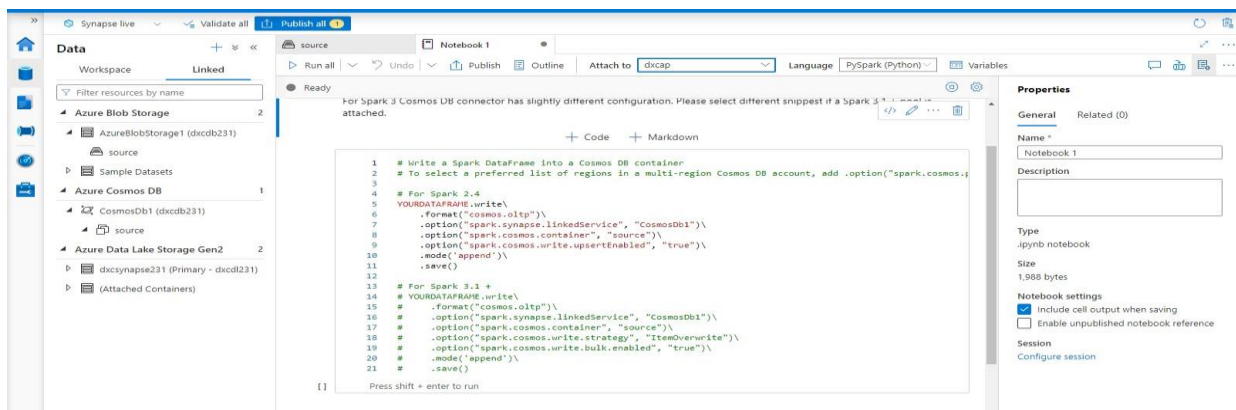 Synapse live
Validate all
Publish all 1
Data
Workspace
Linked
Filter resources by name
Azure Blob Storage 2
AzureBlobStorage1 (dxcdb231)
source
Sample Datasets
Azure Cosmos DB 1
CosmosDb1 (dxcdb231)
source
Azure Data Lake Storage Gen2 2
dxcsynapse231 (Primary - dxcdl231)
(Attached Containers)
source
Notebook 1
Run all
Undo
Publish
Outline
Attach to dxcap
Language PySpark (Python)
Variables
Ready
For Spark 3 Cosmos DB connector has slightly different configuration. Please select different snippest if a Spark 3.1 + pool is
attached.
+ Code + Markdown
1 # Write a Spark DataFrame into a Cosmos DB container
2 # To select a preferred list of regions in a multi-region Cosmos DB account, add .option("spark.cosmos.p
3
4 # For Spark 2.4
5 YOURDATAFRAME.write\
6 .format("cosmos.oltp")\
7 .option("spark.synapse.linkedService", "CosmosDb1")\
8 .option("spark.cosmos.container", "source")\
9 .option("spark.cosmos.write.upsertEnabled", "true")\
10 .mode('append')\
11 .save()
12
13 # For Spark 3.1 +
14 # YOURDATAFRAME.write\
15 # .format("cosmos.oltp")\
16 # .option("spark.synapse.linkedService", "CosmosDb1")\
17 # .option("spark.cosmos.container", "source")\
18 # .option("spark.cosmos.write.strategy", "ItemOverwrite")\
19 # .option("spark.cosmos.write.bulk.enabled", "true")\
20 # .mode('append')\
21 # .save()
[ ] Press shift + enter to run
Properties
General Related (0)
Name *
Notebook 1
Description
Type
.ipynb notebook
Size
1,988 bytes
Notebook settings
Include cell output when saving
Enable unpublished notebook reference
Session
Configure session